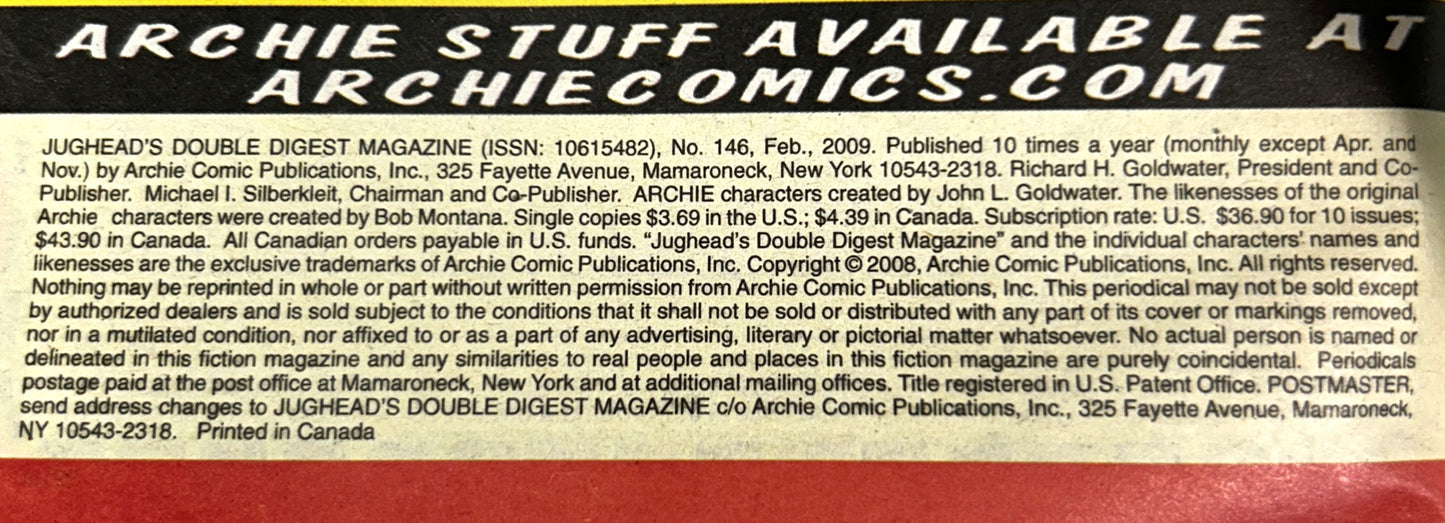 ARCHIE STUFF AVAILABLE AT
ARCHIECOMICS.COM
JUGHEAD'S DOUBLE DIGEST MAGAZINE (ISSN: 10615482), No. 146, Feb., 2009. Published 10 times a year (monthly except Apr. and
Nov.) by Archie Comic Publications, Inc., 325 Fayette Avenue, Mamaroneck, New York 10543-2318. Richard H. Goldwater, President and Co-
Publisher. Michael I. Silberkleit, Chairman and Co-Publisher. ARCHIE characters created by John L. Goldwater. The likenesses of the original
Archie characters were created by Bob Montana. Single copies $3.69 in the U.S.; $4.39 in Canada. Subscription rate: U.S. $36.90 for 10 issues;
$43.90 in Canada. All Canadian orders payable in U.S. funds. "Jughead's Double Digest Magazine" and the individual characters' names and
likenesses are the exclusive trademarks of Archie Comic Publications, Inc. Copyright © 2008, Archie Comic Publications, Inc. All rights reserved.
Nothing may be reprinted in whole or part without written permission from Archie Comic Publications, Inc. This periodical may not be sold except
by authorized dealers and is sold subject to the conditions that it shall not be sold or distributed with any part of its cover or markings removed,
nor in a mutilated condition, nor affixed to or as a part of any advertising, literary or pictorial matter whatsoever. No actual person is named or
delineated in this fiction magazine and any similarities to real people and places in this fiction magazine are purely coincidental. Periodicals
postage paid at the post office at Mamaroneck, New York and at additional mailing offices. Title registered in U.S. Patent Office. POSTMASTER,
send address changes to JUGHEAD'S DOUBLE DIGEST MAGAZINE c/o Archie Comic Publications, Inc., 325 Fayette Avenue, Mamaroneck,
NY 10543-2318. Printed in Canada